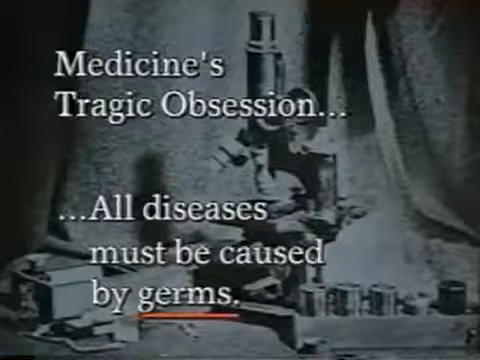 Medicine's
Tragic Obsession...
...All diseases
must be caused
by germs.